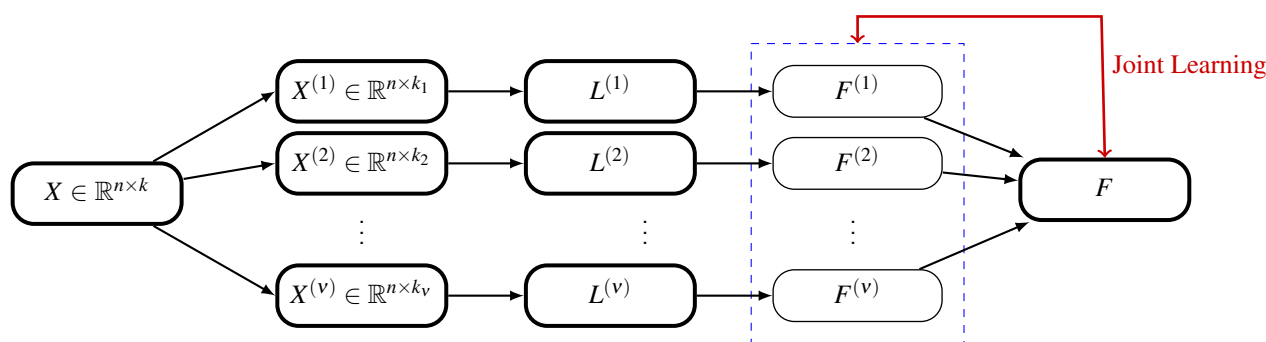 X^{(1)} ∈ ℝ^{n×k_1} L^{(1)} F^{(1)} Joint Learning
X^{(2)} ∈ ℝ^{n×k_2} L^{(2)} F^{(2)}
X ∈ ℝ^{n×k} F
⋮ ⋮ ⋮
X^{(v)} ∈ ℝ^{n×k_v} L^{(v)} F^{(v)}